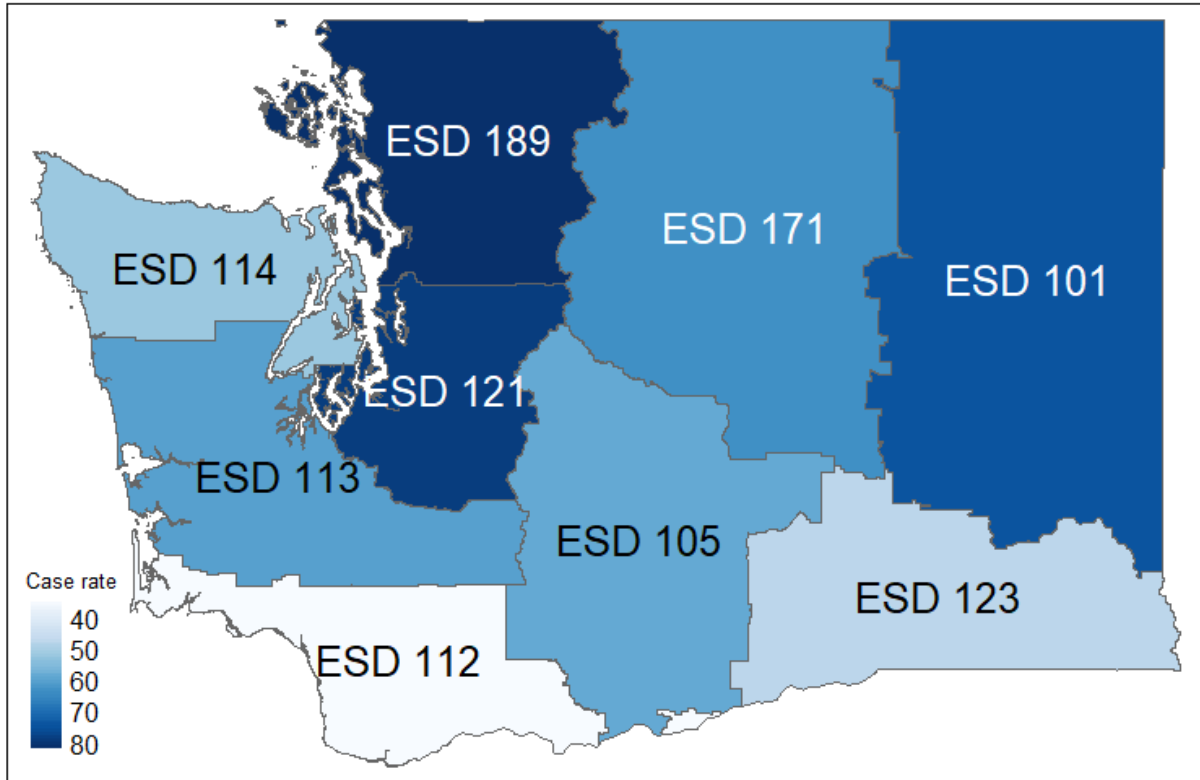 ESD 189
ESD 171
ESD 114
ESD 101
ESD 121
ESD 113
ESD 105
ESD 123
ESD 112
Case rate
40
50
60
70
80